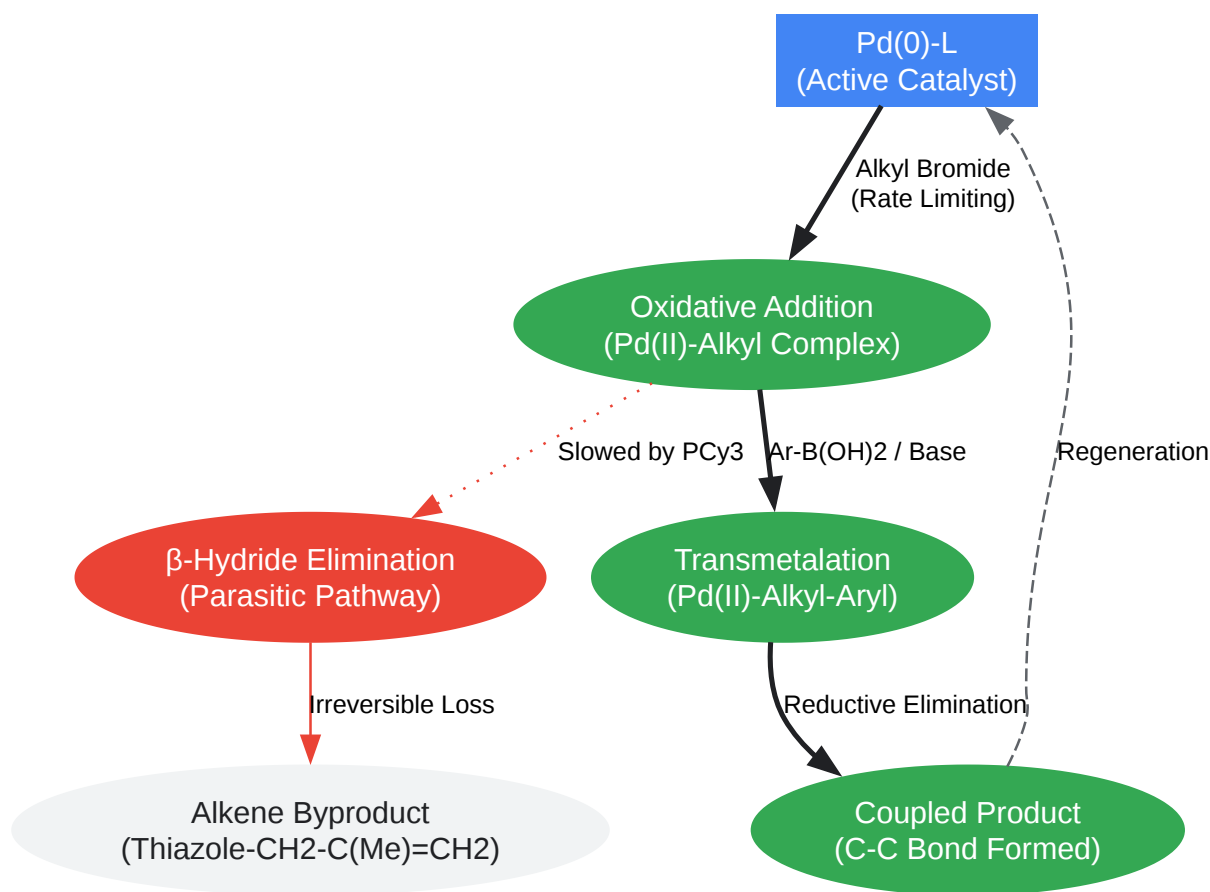 Pd(0)-L
(Active Catalyst)
Alkyl Bromide
(Rate Limiting)
Oxidative Addition
(Pd(II)-Alkyl Complex)
Slowed by PCy3
Ar-B(OH)2 / Base
Regeneration
β-Hydride Elimination
(Parasitic Pathway)
Transmetalation
(Pd(II)-Alkyl-Aryl)
Irreversible Loss
Reductive Elimination
Alkene Byproduct
(Thiazole-CH2-C(Me)=CH2)
Coupled Product
(C-C Bond Formed)